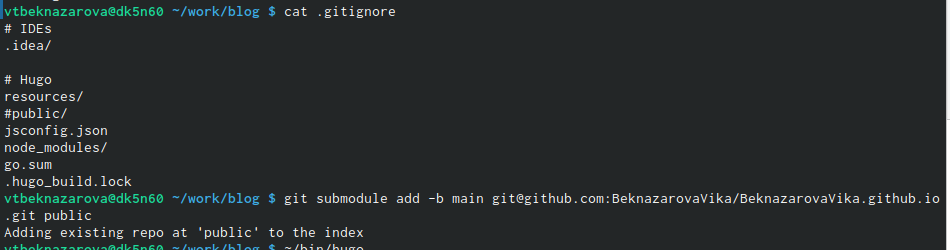 vtbeknazarova@dk5n60 ~/work/blog $ cat .gitignore
# IDEs
.idea/

# Hugo
resources/
#public/
jsconfig.json
node_modules/
go.sum
.hugo_build.lock
vtbeknazarova@dk5n60 ~/work/blog $ git submodule add -b main git@github.com:BeknazarovaVika/BeknazarovaVika.github.io
.git public
Adding existing repo at 'public' to the index
vtbeknazarova@dk5n60 ~/work/blog $ ~/bin/hugo